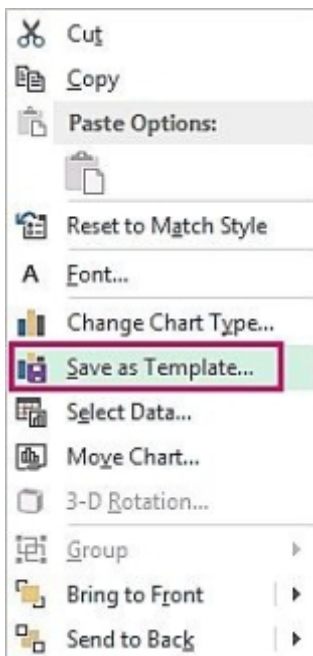 Cut
Copy
Paste Options:
Reset to Match Style
A Font...
Change Chart Type...
Save as Template...
Select Data...
Move Chart...
3-D Rotation...
Group
Bring to Front
Send to Back